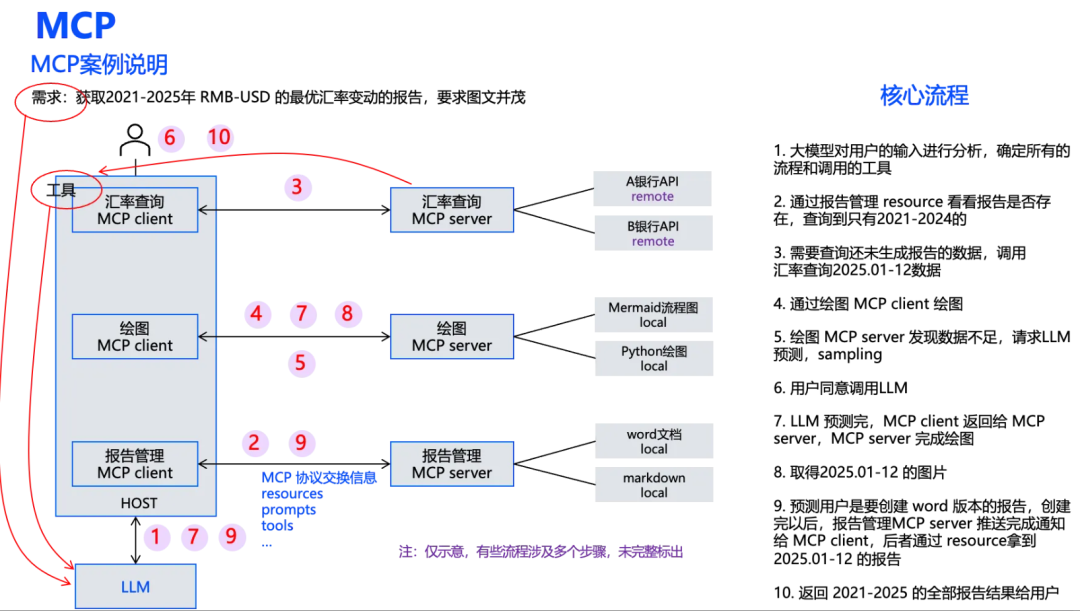 MCP
MCP案例说明
需求：获取2021-2025年 RMB-USD 的最优汇率变动的报告，要求图文并茂
6
10
工具
汇率查询
MCP client
3
汇率查询
MCP server
A银行API
remote
B银行API
remote
绘图
MCP client
4
7
8
5
绘图
MCP server
Mermaid流程图
local
Python绘图
local
报告管理
MCP client
2
9
MCP 协议交换信息
resources
prompts
tools
...
报告管理
MCP server
word文档
local
markdown
local
HOST
1
7
9
LLM
注：仅示意，有些流程涉及多个步骤，未完整标出
核心流程
1. 大模型对用户的输入进行分析，确定所有的
流程和调用的工具
2. 通过报告管理 resource 看看报告是否存
在，查询到只有2021-2024的
3. 需要查询还未生成报告的数据，调用
汇率查询2025.01-12数据
4. 通过绘图 MCP client 绘图
5. 绘图 MCP server 发现数据不足，请求LLM
预测，sampling
6. 用户同意调用LLM
7. LLM 预测完，MCP client 返回给 MCP
server，MCP server 完成绘图
8. 取得2025.01-12 的图片
9. 预测用户是要创建 word 版本的报告，创建
完以后，报告管理MCP server 推送完成通知
给 MCP client，后者通过 resource拿到
2025.01-12 的报告
10. 返回 2021-2025 的全部报告结果给用户